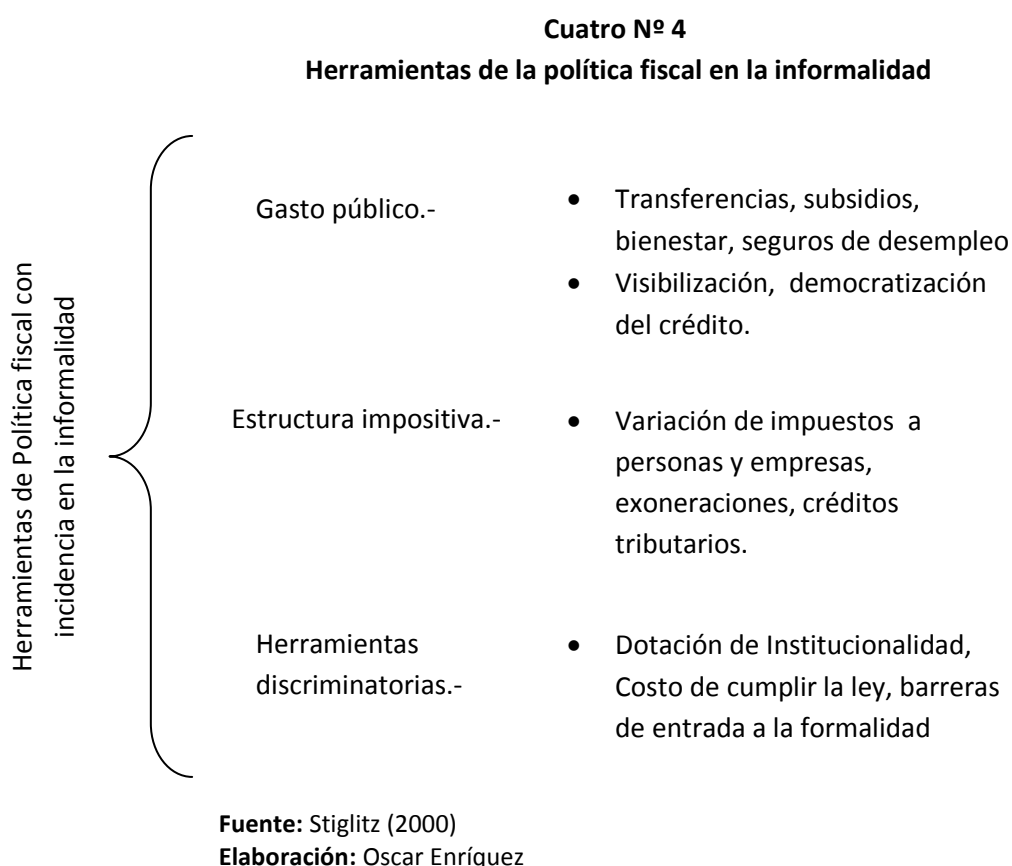 Cuatro Nº 4
Herramientas de la política fiscal en la informalidad
Herramientas de Política fiscal con
incidencia en la informalidad
Gasto público.-
• Transferencias, subsidios,
bienestar, seguros de desempleo
• Visibilización, democratización
del crédito.
Estructura impositiva.-
• Variación de impuestos a
personas y empresas,
exoneraciones, créditos
tributarios.
Herramientas
discriminatorias.-
• Dotación de Institucionalidad,
Costo de cumplir la ley, barreras
de entrada a la formalidad
Fuente: Stiglitz (2000)
Elaboración: Oscar Enríquez